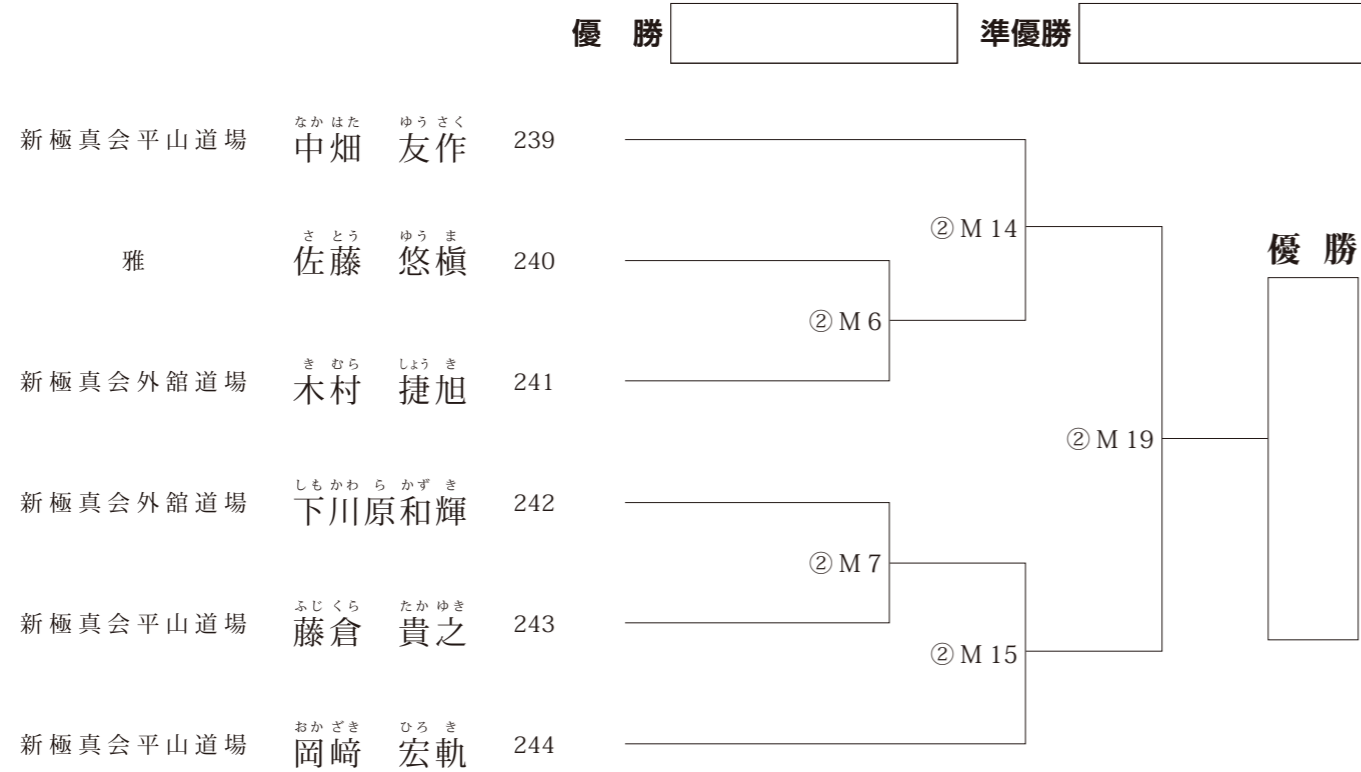 優 勝 準優勝
なか はた ゆう さく
新極真会平山道場 中畑 友作 239
②M 14
優 勝
さ とう ゆう ま
雅 佐藤 悠槇 240
②M 6
き むら しょう き
新極真会外舘道場 木村 捷旭 241
②M 19
しも かわ ら かず き
新極真会外舘道場 下川原和輝 242
②M 7
ふじ くら たか ゆき
新極真会平山道場 藤倉 貴之 243
②M 15
おか ざき ひろ き
新極真会平山道場 岡﨑 宏軌 244